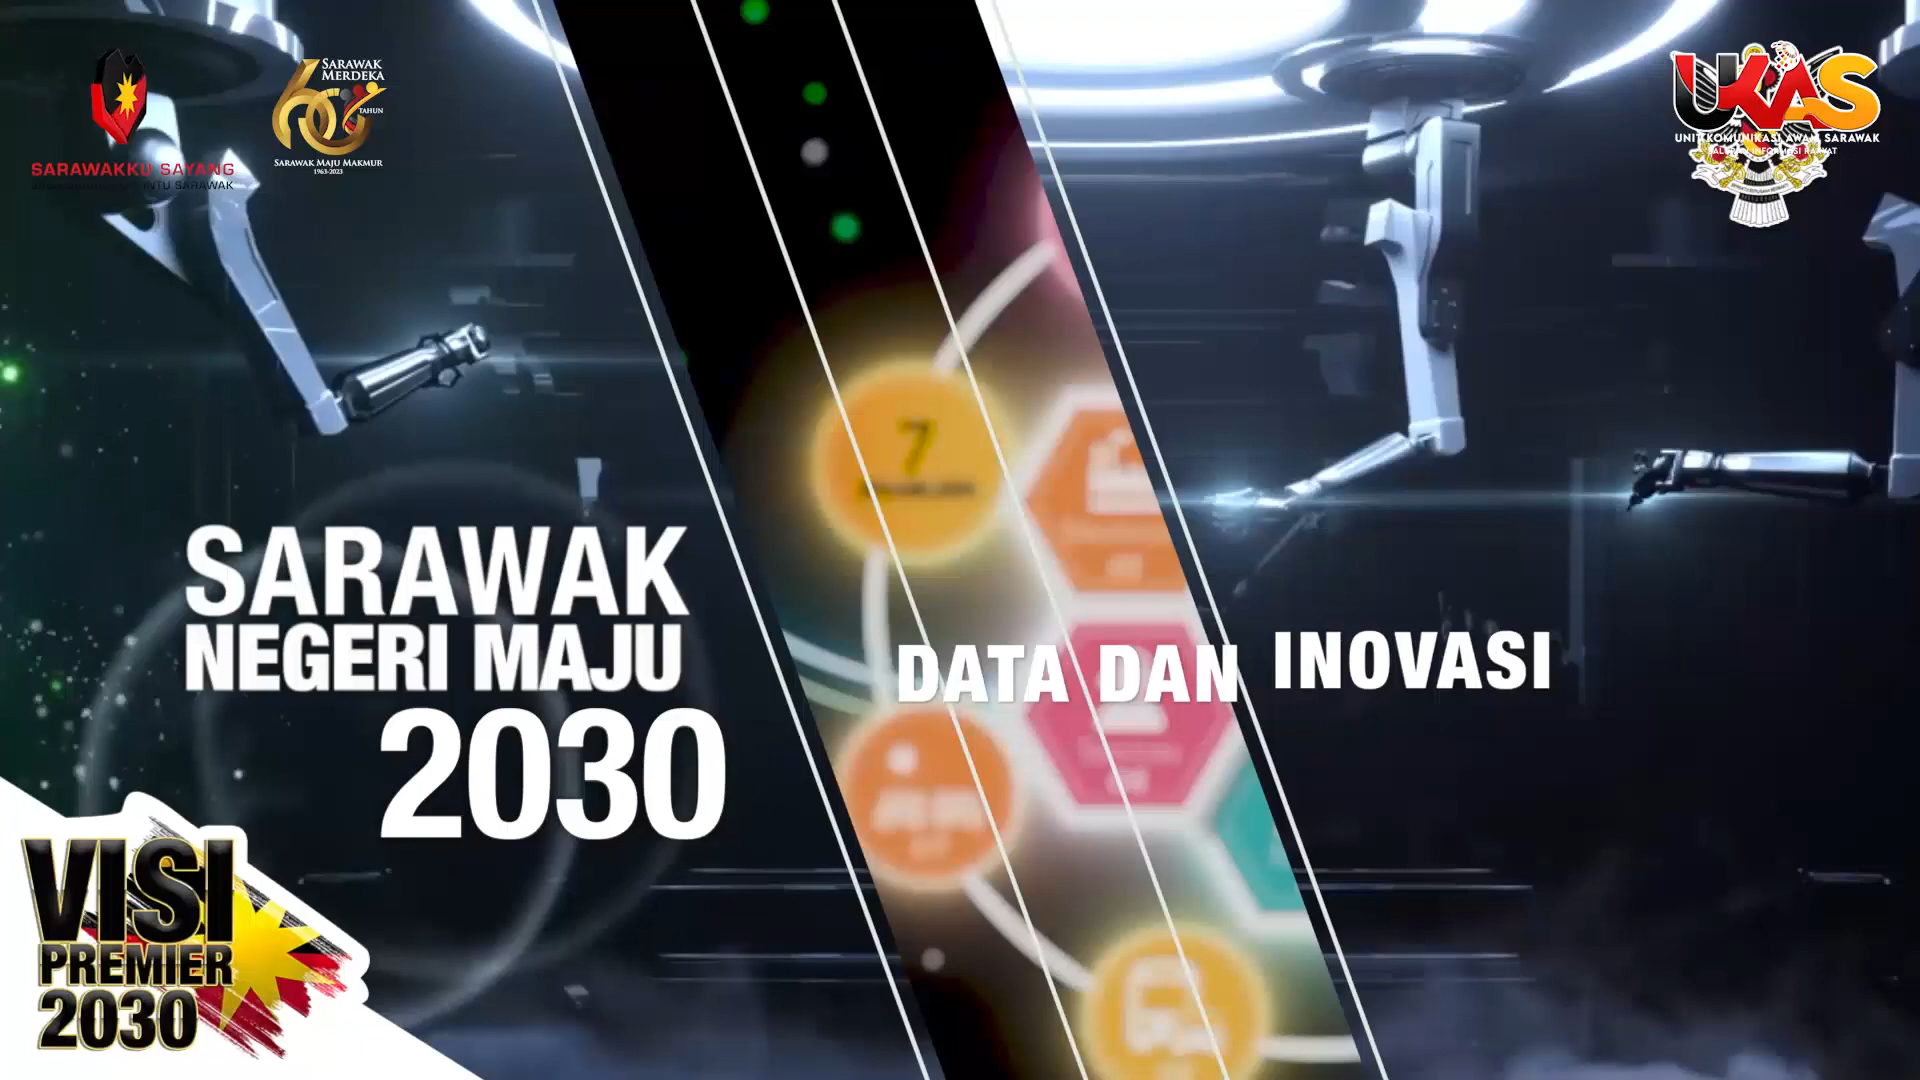 SARAWAKKU SAYANG
60
SARAWAK
MERDEKA
TAHUN
SARAWAK MAJU MAKMUR
1963-2023
UKAS
UNIT KOMUNIKASI AWAM SARAWAK
SARAWAK
NEGERI MAJU
2030
7
DATA DAN INOVASI
VISI
PREMIER
2030